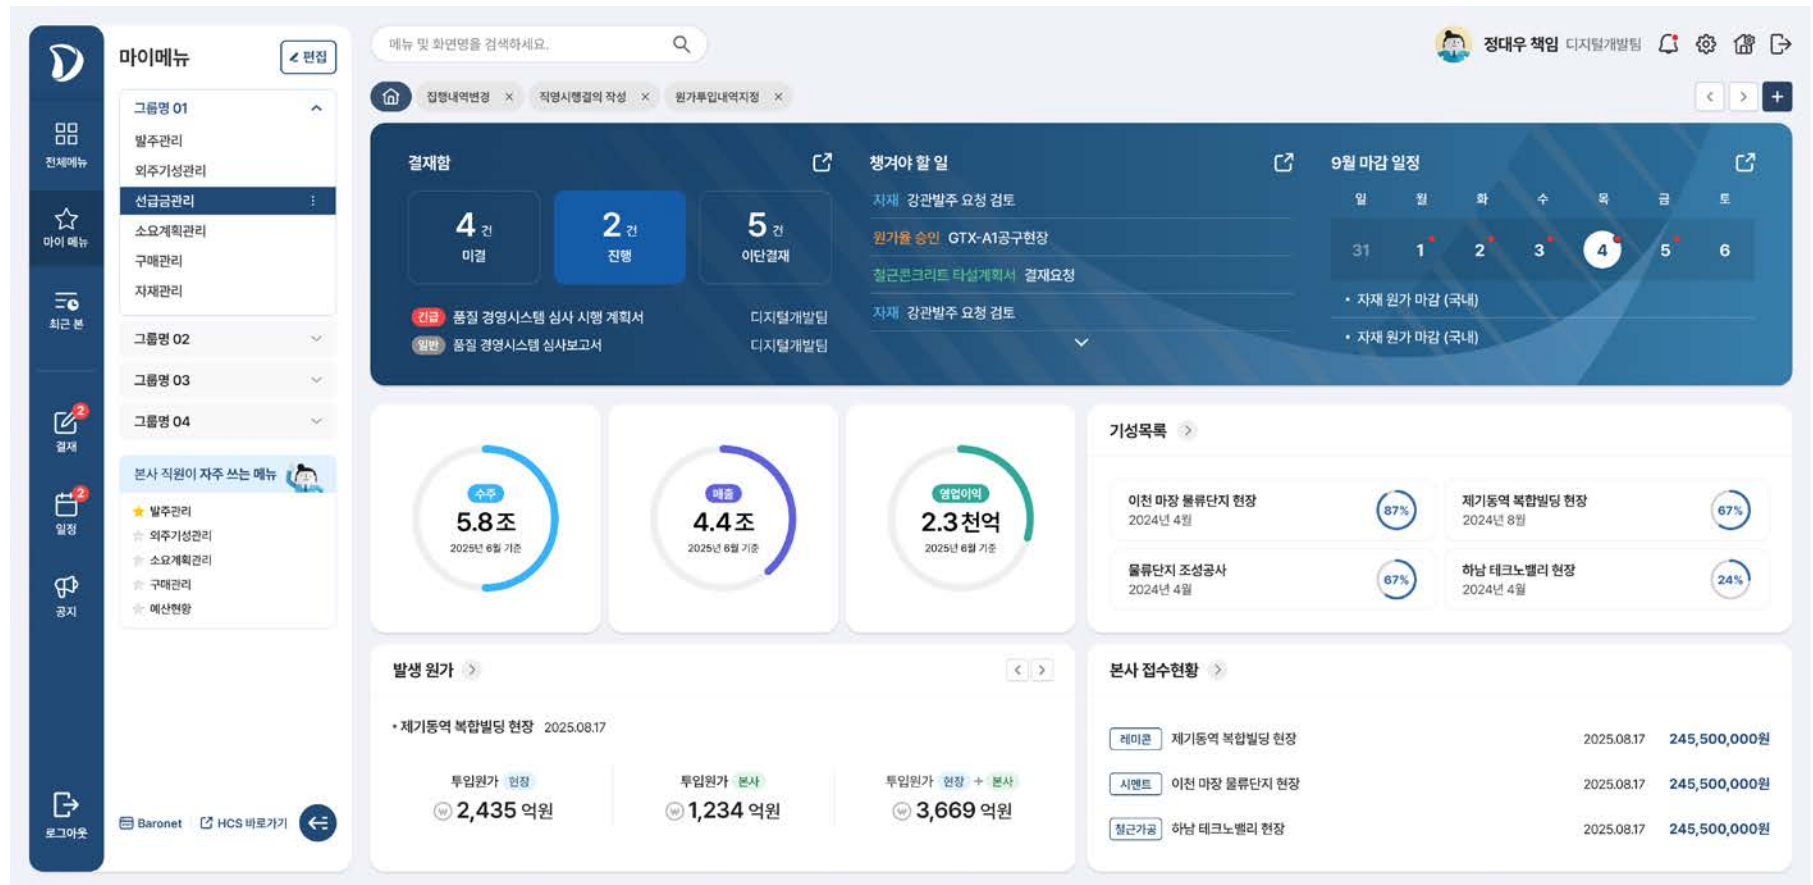 전체메뉴
마이 메뉴
최근 본
2
결재
2
일정
공지
로그아웃
마이메뉴
편집
그룹명 01
발주관리
외주기성관리
선급금관리
소요계획관리
구매관리
자재관리
그룹명 02
그룹명 03
그룹명 04
본사 직원이 자주 쓰는 메뉴
발주관리
외주기성관리
소요계획관리
구매관리
예산현황
Baronet
HCS 바로가기
메뉴 및 화면명을 검색하세요.
정대우 책임 디지털개발팀
집행내역변경 ×
직영시행결의 작성 ×
원가투입내역지정 ×
결재함
4 건
미결
2 건
진행
5 건
이단결재
긴급 품질 경영시스템 심사 시행 계획서 디지털개발팀
일반 품질 경영시스템 심사보고서 디지털개발팀
챙겨야 할 일
자재 강관발주 요청 검토
원가율 승인 GTX-A1공구현장
철근콘크리트 타설계획서 결재요청
자재 강관발주 요청 검토
9월 마감 일정
일 월 화 수 목 금 토
31 1 2 3 4 5 6
• 자재 원가 마감 (국내)
• 자재 원가 마감 (국내)
수주
5.8조
2025년 6월 기준
매출
4.4조
2025년 6월 기준
영업이익
2.3천억
2025년 6월 기준
기성목록
이천 마장 물류단지 현장
2024년 4월
87%
제기동역 복합빌딩 현장
2024년 8월
67%
물류단지 조성공사
2024년 4월
67%
하남 테크노밸리 현장
2024년 4월
24%
발생 원가
• 제기동역 복합빌딩 현장 2025.08.17
투입원가 현장
₩ 2,435 억원
투입원가 본사
₩ 1,234 억원
투입원가 현장 + 본사
₩ 3,669 억원
본사 접수현황
레미콘 제기동역 복합빌딩 현장 2025.08.17 245,500,000원
시멘트 이천 마장 물류단지 현장 2025.08.17 245,500,000원
철근가공 하남 테크노밸리 현장 2025.08.17 245,500,000원